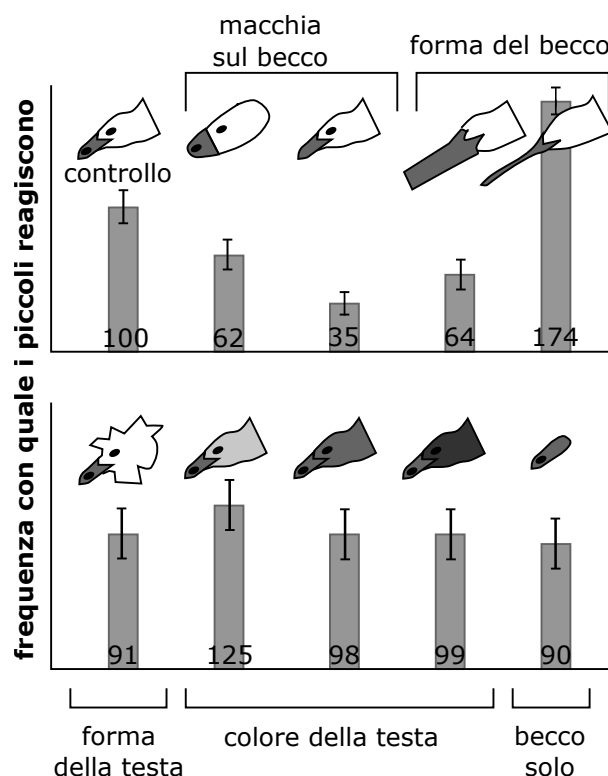 frequenza con quale i piccoli reagiscono
macchia
sul becco
forma del becco
controllo
100
62
35
64
174
91
125
98
99
90
forma
della testa
colore della testa
becco
solo